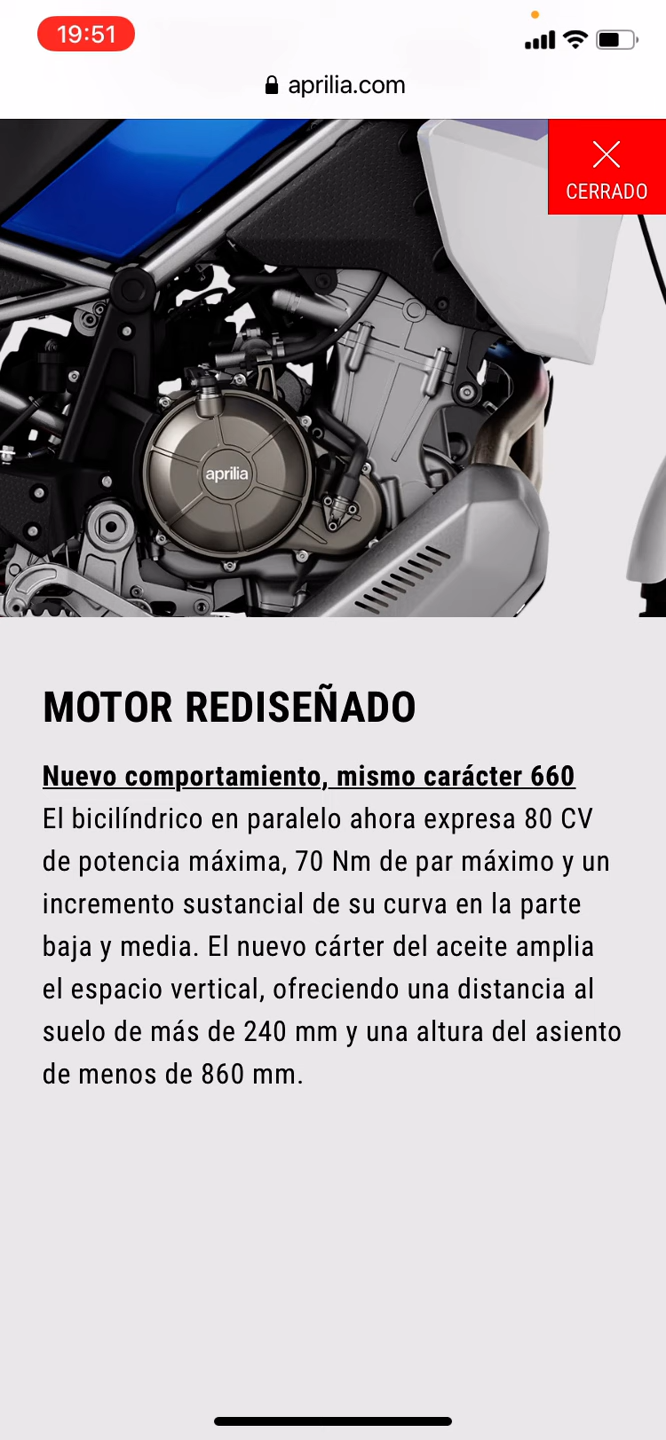 19:51
aprilia.com
CERRADO
aprilia
MOTOR REDISEÑADO
Nuevo comportamiento, mismo carácter 660
El bicilíndrico en paralelo ahora expresa 80 CV
de potencia máxima, 70 Nm de par máximo y un
incremento sustancial de su curva en la parte
baja y media. El nuevo cárter del aceite amplia
el espacio vertical, ofreciendo una distancia al
suelo de más de 240 mm y una altura del asiento
de menos de 860 mm.